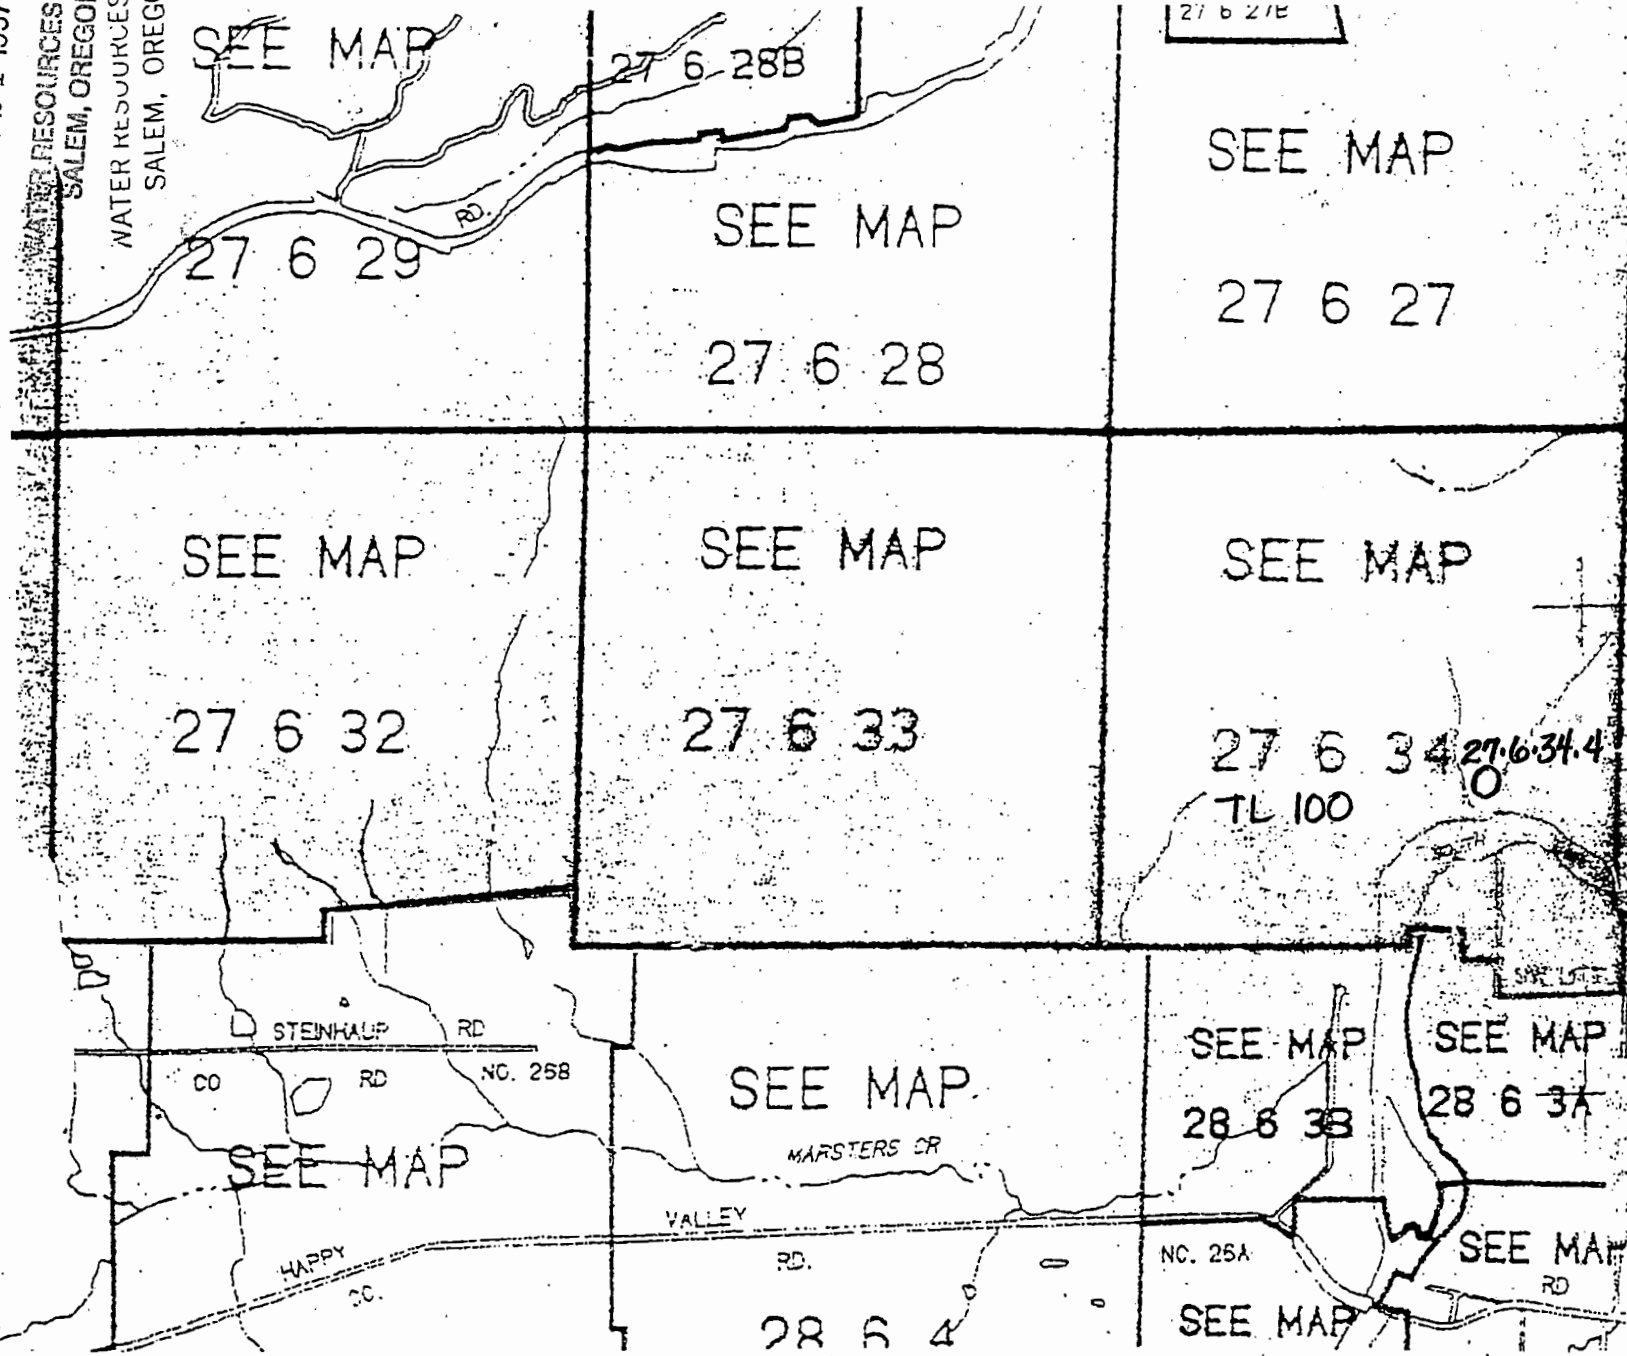 WATER RESOURCES
SALEM, OREGO
WATER RESOURCES
SALEM, OREG
SEE MAP
27 6 29
RD.
27 6 28B
SEE MAP
27 6 28
27 6 27B
SEE MAP
27 6 27
SEE MAP
27 6 32
SEE MAP
27 6 33
SEE MAP
27 6 34
27.6.34.4
TL 100
STEINHAUR RD
CO RD NO. 25B
SEE MAP
SEE MAP
MARSTERS CR
VALLEY
RD.
HAPPY
CO.
28 6 4
SEE MAP
28 6 3B
SEE MAP
28 6 3A
NO. 25A
SEE MAP
RD
SEE MAP